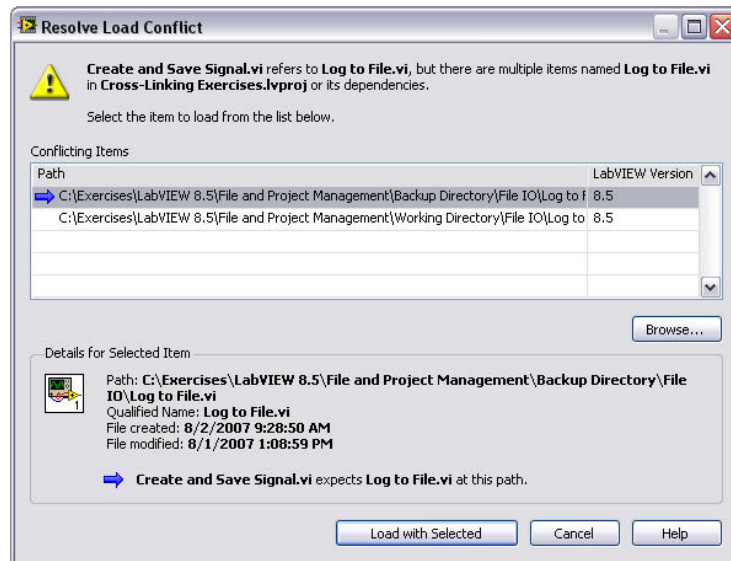 Resolve Load Conflict
Create and Save Signal.vi refers to Log to File.vi, but there are multiple items named Log to File.vi
in Cross-Linking Exercises.lvproj or its dependencies.
Select the item to load from the list below.
Conflicting Items
Path LabVIEW Version
C:\Exercises\LabVIEW 8.5\File and Project Management\Backup Directory\File IO\Log to F 8.5
C:\Exercises\LabVIEW 8.5\File and Project Management\Working Directory\File IO\Log to 8.5
Browse...
Details for Selected Item
1
Path: C:\Exercises\LabVIEW 8.5\File and Project Management\Backup Directory\File
IO\Log to File.vi
Qualified Name: Log to File.vi
File created: 8/2/2007 9:28:50 AM
File modified: 8/1/2007 1:08:59 PM
Create and Save Signal.vi expects Log to File.vi at this path.
Load with Selected Cancel Help